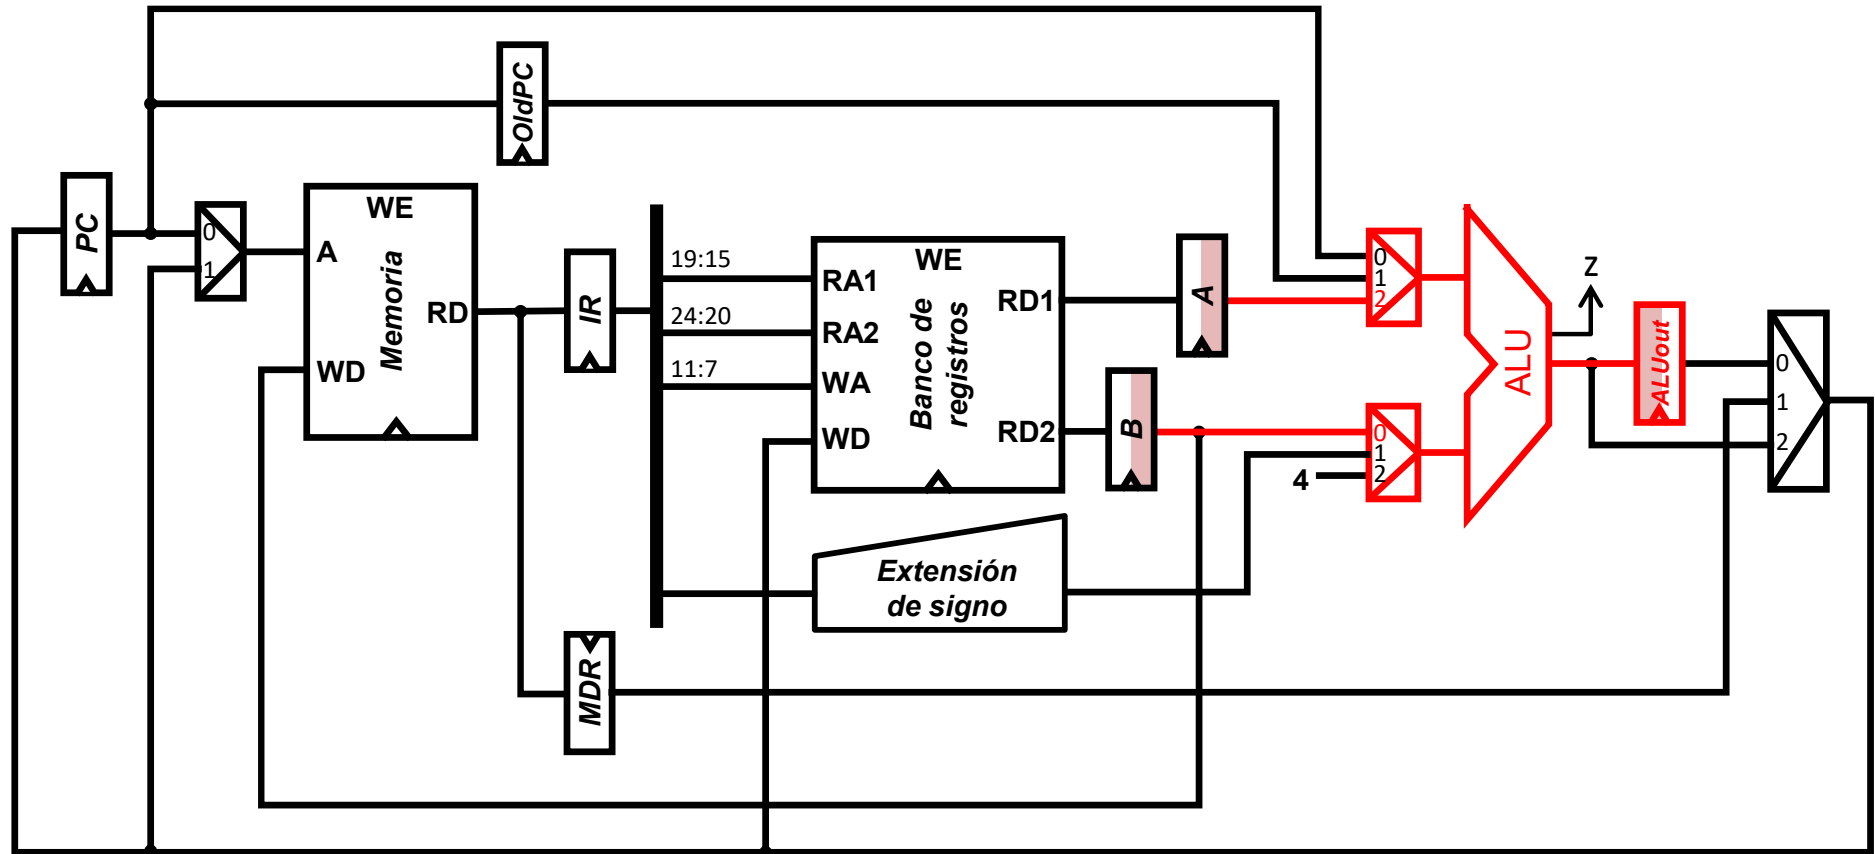 OldPC
PC
0
1
WE
A
Memoria
RD
WD
IR
19:15
24:20
11:7
WE
RA1
RA2
WA
WD
Banco de
registros
RD1
RD2
A
B
0
1
2
0
1
2
4
ALU
Z
ALUout
0
1
2
Extensión
de signo
MDR